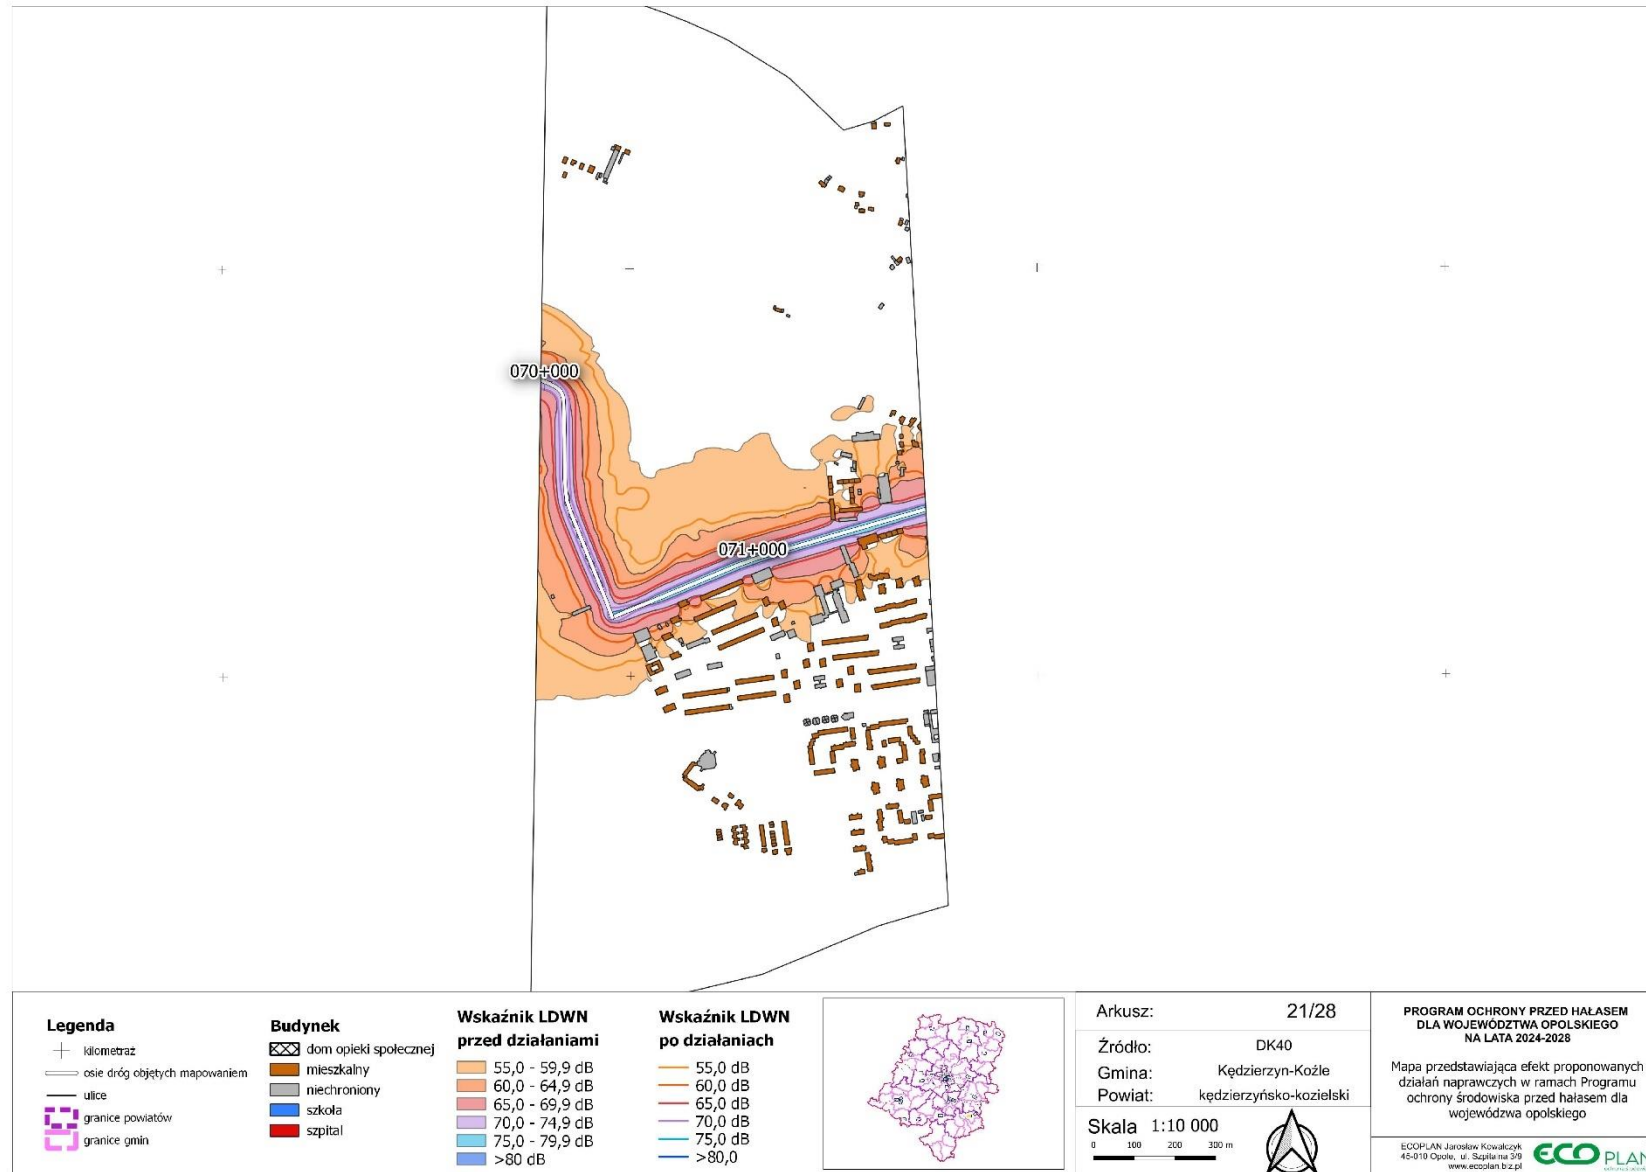 070+000
071+000
Legenda
kilometraż
osie dróg objętych mapowaniem
ulice
granice powiatów
granice gmin
Budynek
dom opieki społecznej
mieszkalny
niechroniony
szkoła
szpital
Wskaźnik LDWN
przed działaniami
55,0 - 59,9 dB
60,0 - 64,9 dB
65,0 - 69,9 dB
70,0 - 74,9 dB
75,0 - 79,9 dB
>80 dB
Wskaźnik LDWN
po działaniach
55,0 dB
60,0 dB
65,0 dB
70,0 dB
75,0 dB
>80,0
Arkusz: 21/28
Źródło: DK40
Gmina: Kędzierzyn-Koźle
Powiat: kędzierzyńsko-kozielski
Skala 1:10 000
0 100 200 300 m
PROGRAM OCHRONY PRZED HAŁASEM
DLA WOJEWÓDZTWA OPOLSKIEGO
NA LATA 2024-2028
Mapa przedstawiająca efekt proponowanych
działań naprawczych w ramach Programu
ochrony środowiska przed hałasem dla
wojewódzwa opolskiego
ECOPLAN Jarosław Kowalczyk
45-010 Opole, ul. Szpitalna 3/9
www.ecoplan.biz.pl
ECO PLAN